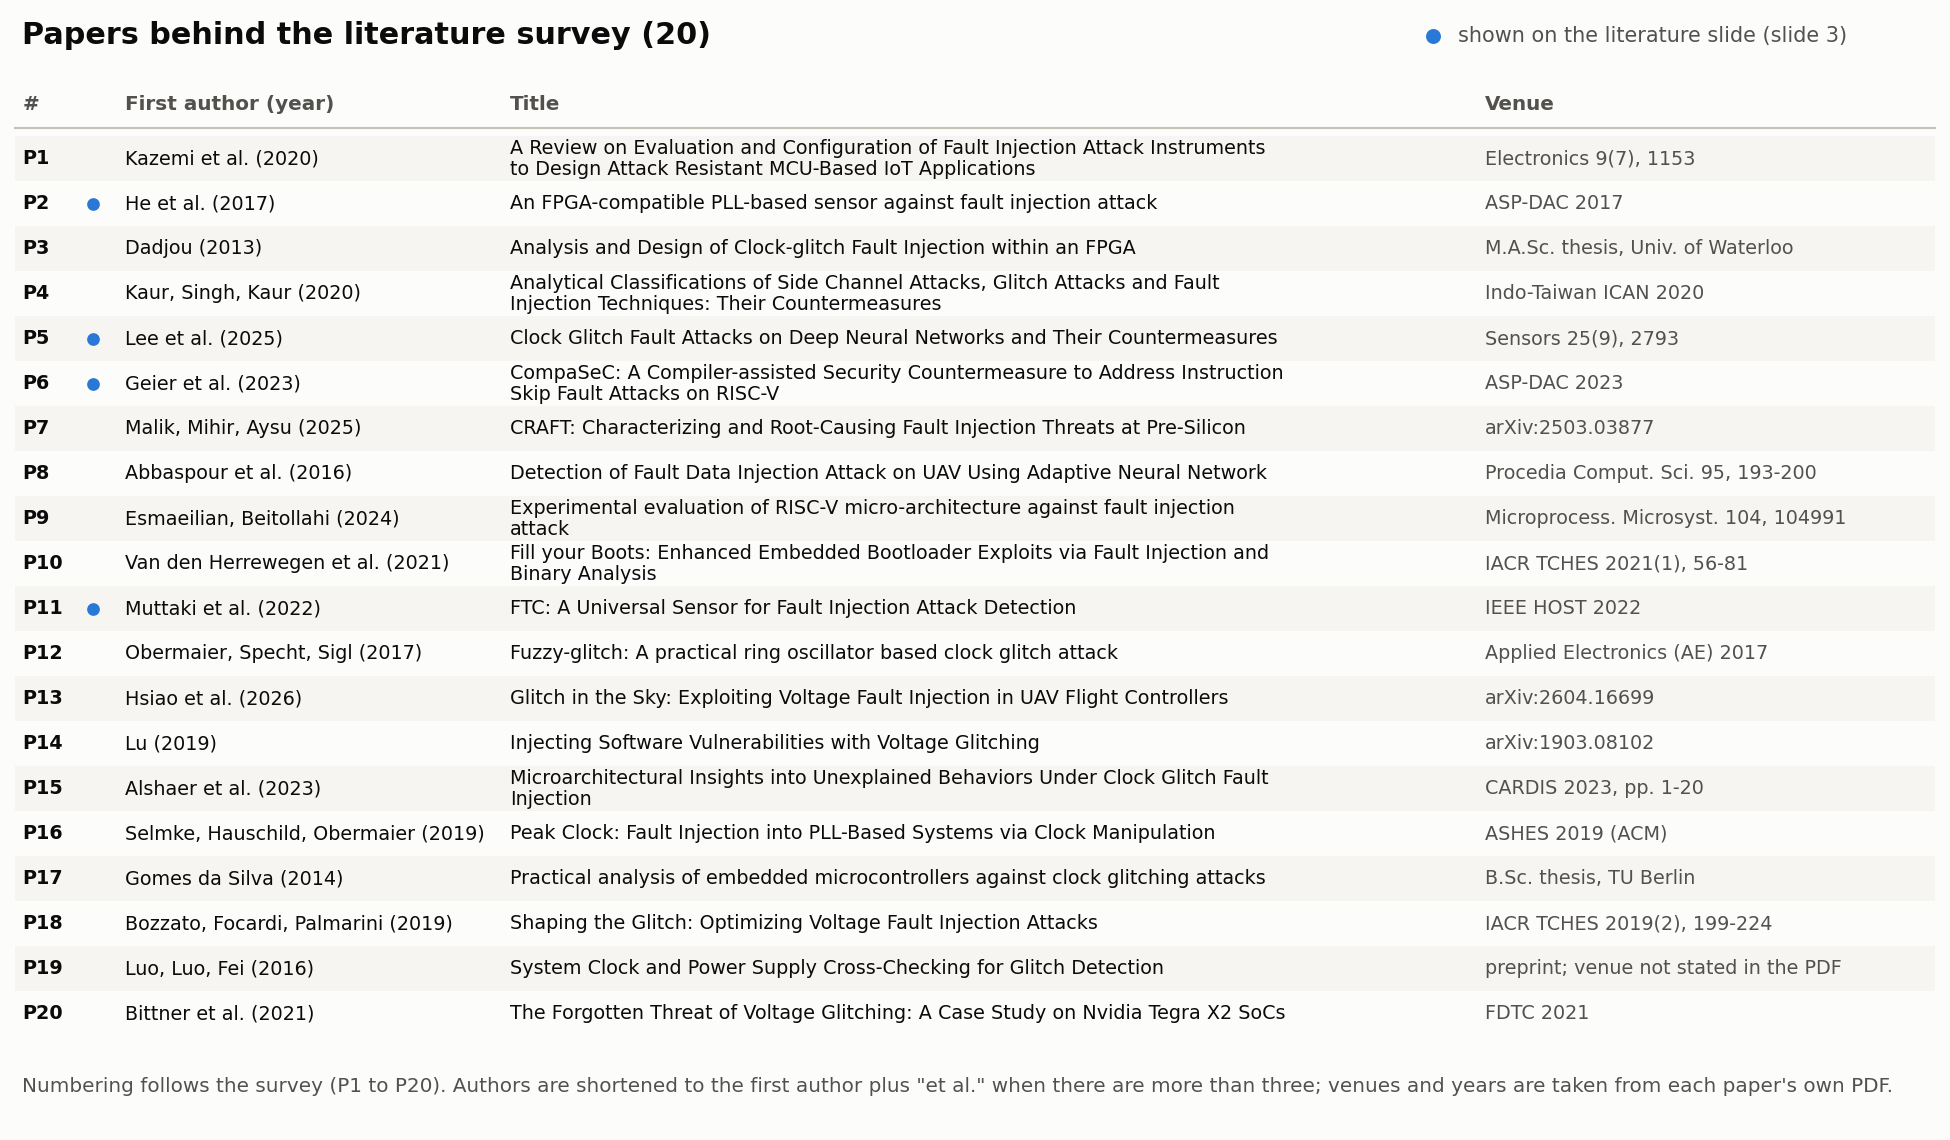 Papers behind the literature survey (20)
shown on the literature slide (slide 3)
# First author (year) Title Venue
P1 Kazemi et al. (2020) A Review on Evaluation and Configuration of Fault Injection Attack Instruments
to Design Attack Resistant MCU-Based IoT Applications Electronics 9(7), 1153
P2 He et al. (2017) An FPGA-compatible PLL-based sensor against fault injection attack ASP-DAC 2017
P3 Dadjou (2013) Analysis and Design of Clock-glitch Fault Injection within an FPGA M.A.Sc. thesis, Univ. of Waterloo
P4 Kaur, Singh, Kaur (2020) Analytical Classifications of Side Channel Attacks, Glitch Attacks and Fault
Injection Techniques: Their Countermeasures Indo-Taiwan ICAN 2020
P5 Lee et al. (2025) Clock Glitch Fault Attacks on Deep Neural Networks and Their Countermeasures Sensors 25(9), 2793
P6 Geier et al. (2023) CompaSeC: A Compiler-assisted Security Countermeasure to Address Instruction
Skip Fault Attacks on RISC-V ASP-DAC 2023
P7 Malik, Mihir, Aysu (2025) CRAFT: Characterizing and Root-Causing Fault Injection Threats at Pre-Silicon arXiv:2503.03877
P8 Abbaspour et al. (2016) Detection of Fault Data Injection Attack on UAV Using Adaptive Neural Network Procedia Comput. Sci. 95, 193-200
P9 Esmaeilian, Beitollahi (2024) Experimental evaluation of RISC-V micro-architecture against fault injection
attack Microprocess. Microsyst. 104, 104991
P10 Van den Herrewegen et al. (2021) Fill your Boots: Enhanced Embedded Bootloader Exploits via Fault Injection and
Binary Analysis IACR TCHES 2021(1), 56-81
P11 Muttaki et al. (2022) FTC: A Universal Sensor for Fault Injection Attack Detection IEEE HOST 2022
P12 Obermaier, Specht, Sigl (2017) Fuzzy-glitch: A practical ring oscillator based clock glitch attack Applied Electronics (AE) 2017
P13 Hsiao et al. (2026) Glitch in the Sky: Exploiting Voltage Fault Injection in UAV Flight Controllers arXiv:2604.16699
P14 Lu (2019) Injecting Software Vulnerabilities with Voltage Glitching arXiv:1903.08102
P15 Alshaer et al. (2023) Microarchitectural Insights into Unexplained Behaviors Under Clock Glitch Fault
Injection CARDIS 2023, pp. 1-20
P16 Selmke, Hauschild, Obermaier (2019) Peak Clock: Fault Injection into PLL-Based Systems via Clock Manipulation ASHES 2019 (ACM)
P17 Gomes da Silva (2014) Practical analysis of embedded microcontrollers against clock glitching attacks B.Sc. thesis, TU Berlin
P18 Bozzato, Focardi, Palmarini (2019) Shaping the Glitch: Optimizing Voltage Fault Injection Attacks IACR TCHES 2019(2), 199-224
P19 Luo, Luo, Fei (2016) System Clock and Power Supply Cross-Checking for Glitch Detection preprint; venue not stated in the PDF
P20 Bittner et al. (2021) The Forgotten Threat of Voltage Glitching: A Case Study on Nvidia Tegra X2 SoCs FDTC 2021
Numbering follows the survey (P1 to P20). Authors are shortened to the first author plus "et al." when there are more than three; venues and years are taken from each paper's own PDF.